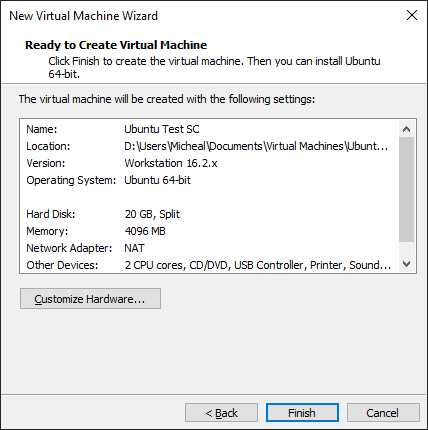 New Virtual Machine Wizard
Ready to Create Virtual Machine
Click Finish to create the virtual machine. Then you can install Ubuntu
64-bit.
The virtual machine will be created with the following settings:
Name: Ubuntu Test SC
Location: D:\Users\Micheal\Documents\Virtual Machines\Ubunt...
Version: Workstation 16.2.x
Operating System: Ubuntu 64-bit
Hard Disk: 20 GB, Split
Memory: 4096 MB
Network Adapter: NAT
Other Devices: 2 CPU cores, CD/DVD, USB Controller, Printer, Sound...
Customize Hardware...
< Back Finish Cancel